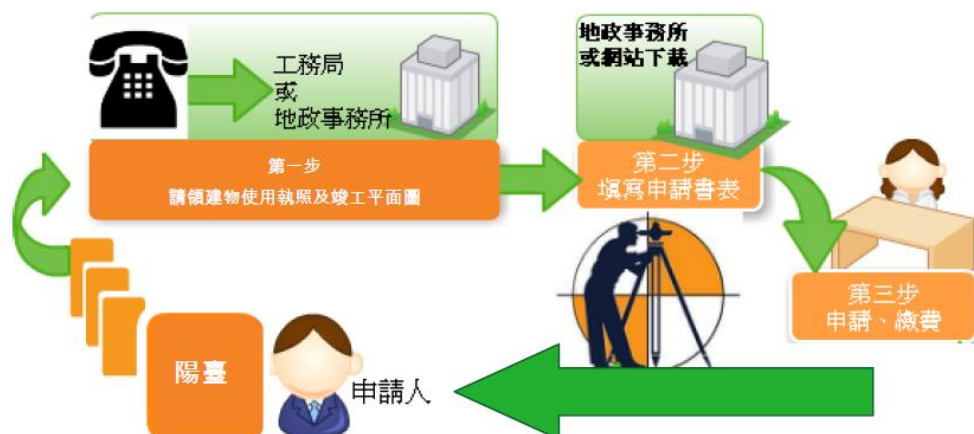 工務局
或
地政事務所
地政事務所
或網站下載
第一步
請領建物使用執照及竣工平面圖
第二步
填寫申請書表
第三步
申請、繳費
陽臺
申請人